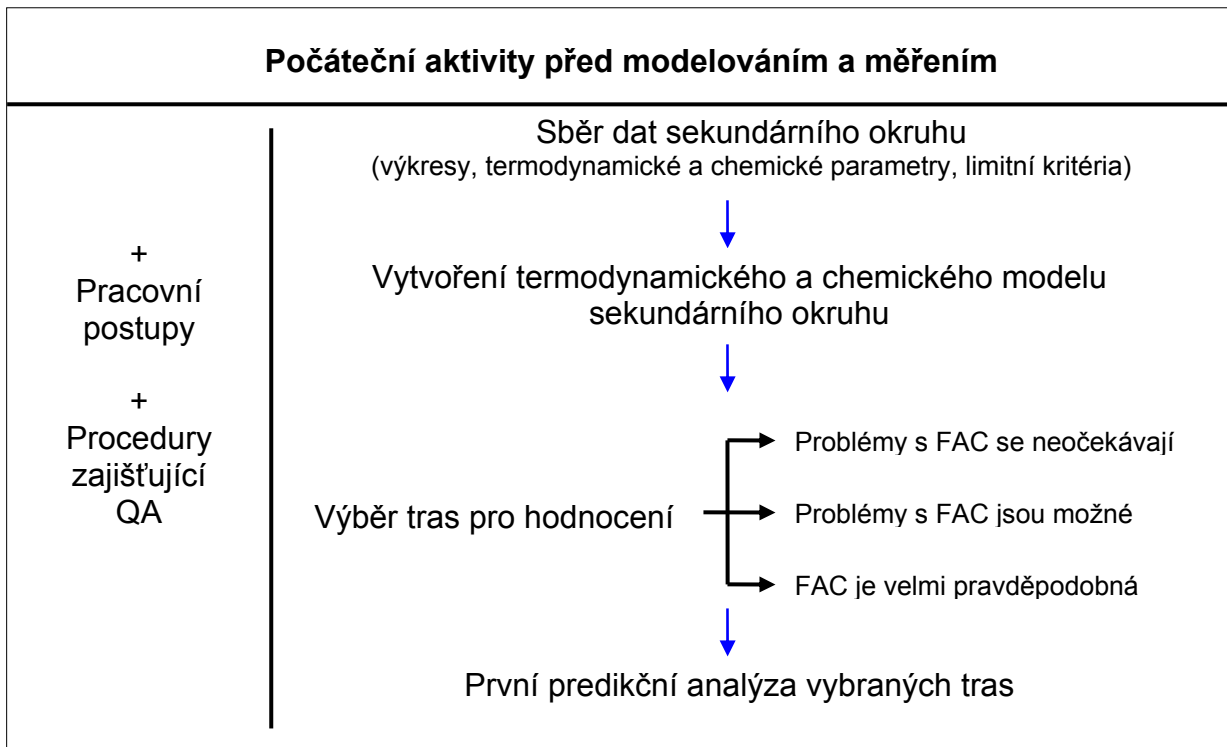 Počáteční aktivity před modelováním a měřením
+
Pracovní
postupy
+
Procedury
zajišťující
QA
Sběr dat sekundárního okruhu
(výkresy, termodynamické a chemické parametry, limitní kritéria)
Vytvoření termodynamického a chemického modelu
sekundárního okruhu
Výběr tras pro hodnocení
Problémy s FAC se neočekávají
Problémy s FAC jsou možné
FAC je velmi pravděpodobná
První predikční analýza vybraných tras